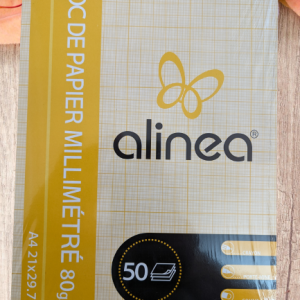 OC DE PAPIER MILLIMÉTRÉ 80g
A4 21x29,7
alinea®
50